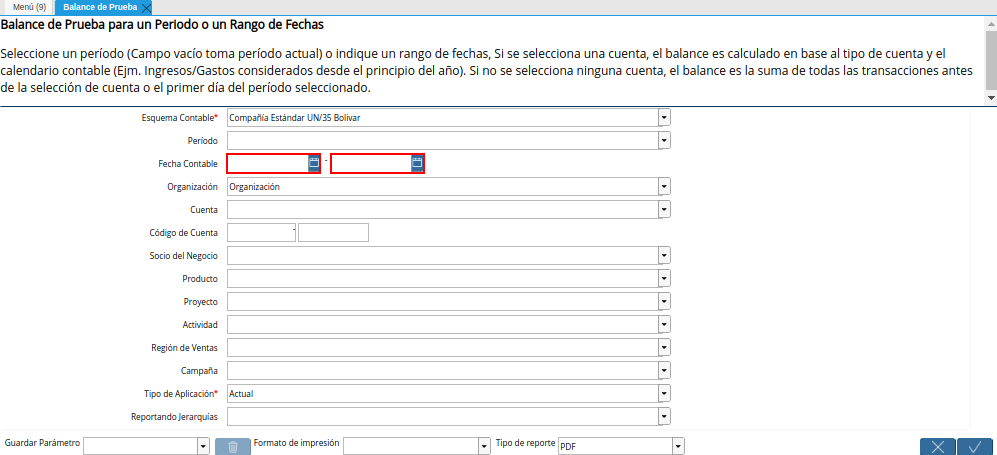 Menú (9) Balance de Prueba
Balance de Prueba para un Periodo o un Rango de Fechas
Seleccione un período (Campo vacío toma período actual) o indique un rango de fechas, Si se selecciona una cuenta, el balance es calculado en base al tipo de cuenta y el
calendario contable (Ejm. Ingresos/Gastos considerados desde el principio del año). Si no se selecciona ninguna cuenta, el balance es la suma de todas las transacciones antes
de la selección de cuenta o el primer día del período seleccionado.
Esquema Contable* Compañía Estándar UN/35 Bolivar
Período
Fecha Contable -
Organización Organización
Cuenta
Código de Cuenta -
Socio del Negocio
Producto
Proyecto
Actividad
Región de Ventas
Campaña
Tipo de Aplicación* Actual
Reportando Jerarquías
Guardar Parámetro Formato de impresión Tipo de reporte PDF